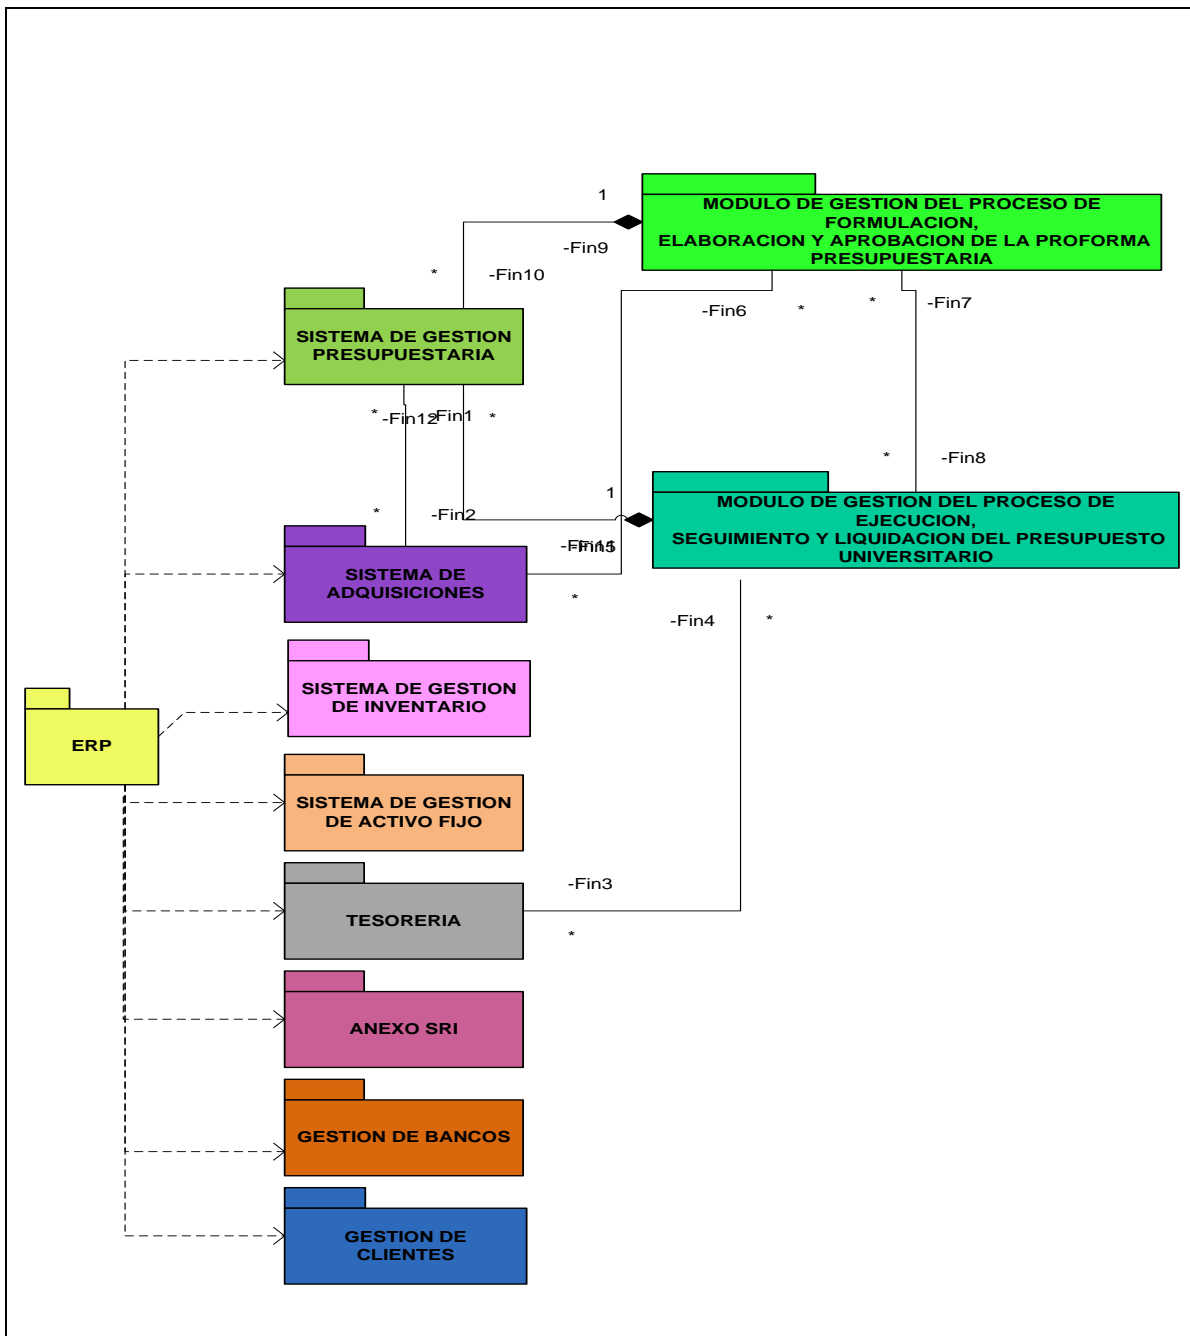 MODULO DE GESTION DEL PROCESO DE
FORMULACION,
ELABORACION Y APROBACION DE LA PROFORMA
PRESUPUESTARIA
1
-Fin9
*
-Fin10
-Fin6
*
*
-Fin7
SISTEMA DE GESTION
PRESUPUESTARIA
*
-Fin12
-Fin1
*
*
-Fin8
MODULO DE GESTION DEL PROCESO DE
EJECUCION,
SEGUIMIENTO Y LIQUIDACION DEL PRESUPUESTO
UNIVERSITARIO
1
*
-Fin2
-Fin11
-Fin5
*
SISTEMA DE
ADQUISICIONES
-Fin4
*
SISTEMA DE GESTION
DE INVENTARIO
ERP
SISTEMA DE GESTION
DE ACTIVO FIJO
-Fin3
*
TESORERIA
ANEXO SRI
GESTION DE BANCOS
GESTION DE
CLIENTES